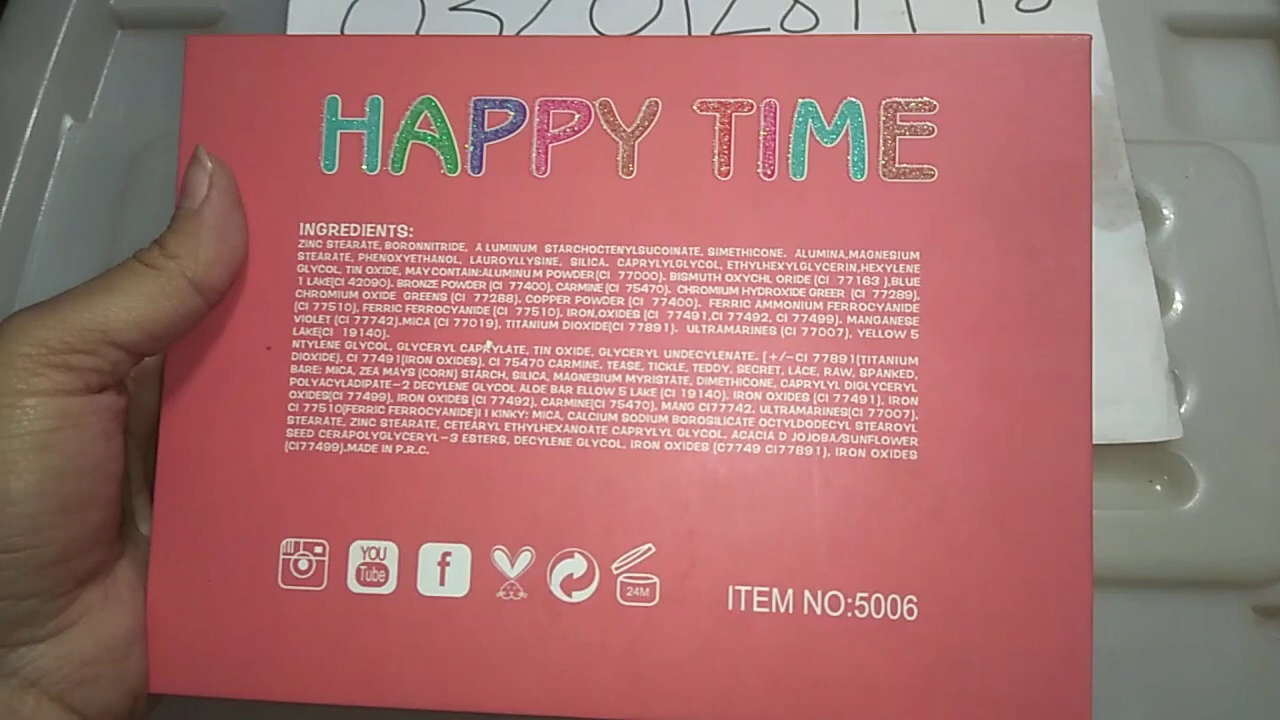 HAPPY TIME
INGREDIENTS:
ZINC STEARATE, BORONNITRIDE, A LUMINUM STARCHOCTENYLSUCOINATE, SIMETHICONE. ALUMINA,MAGNESIUM
STEARATE, PHENOXYETHANOL, LAUROYLLYSINE, SILICA. CAPRYLYLGLYCOL, ETHYLHEXYLGLYCERIN,HEXYLENE
GLYCOL, TIN OXIDE, MAY CONTAIN:ALUMINU M POWDER(CI 77000). BISMUTH OXYCHL ORIDE (CI 77163 ),BLUE
1 LAKE(CI 42090). BRONZE POWDER (CI 77400), CARMINE (CI 75470). CHROMIUM HYDROXIDE GREER (CI 77289),
CHROMIUM OXIDE GREENS (CI 77288). COPPER POWDER (CI 77400). FERRIC AMMONIUM FERROCYANIDE
(CI 77510), FERRIC FERROCYANIDE (CI 77510), IRON,OXIDES (CI 77491,CI 77492, CI 77499). MANGANESE
VIOLET (CI 77742).MICA (CI 77019). TITANIUM DIOXIDE(CI 77891). ULTRAMARINES (CI 77007), YELLOW 5
LAKE(CI 19140).
NTYLENE GLYCOL, GLYCERYL CAPRYLATE, TIN OXIDE, GLYCERYL UNDECYLENATE. [+/-CI 77891(TITANIUM
DIOXIDE), CI 77491(IRON OXIDES), CI 75470 CARMINE, TEASE, TICKLE, TEDDY, SECRET, LACE, RAW, SPANKED,
BARE: MICA, ZEA MAYS (CORN) STARCH, SILICA, MAGNESIUM MYRISTATE, DIMETHICONE, CAPRYLYL DIGLYCERYL
POLYACYLADIPATE-2 DECYLENE GLYCOL ALOE BAR ELLOW 5 LAKE (CI 19140), IRON OXIDES (CI 77491), IRON
OXIDES(CI 77499), IRON OXIDES (CI 77492), CARMINE(CI 75470), MANG CI77742. ULTRAMARINES(CI 77007).
CI 77510(FERRIC FERROCYANIDE)I I KINKY: MICA, CALCIUM SODIUM BOROSILICATE OCTYLDODECYL STEAROYL
STEARATE, ZINC STEARATE, CETEARYL ETHYLHEXANOATE CAPRYLYL GLYCOL, ACACIA D JOJOBA/SUNFLOWER
SEED CERAPOLYGLYCERYL-3 ESTERS, DECYLENE GLYCOL, IRON OXIDES (C7749 CI77891), IRON OXIDES
(CI77499).MADE IN P.R.C.
YOU
Tube
f
24M
ITEM NO:5006